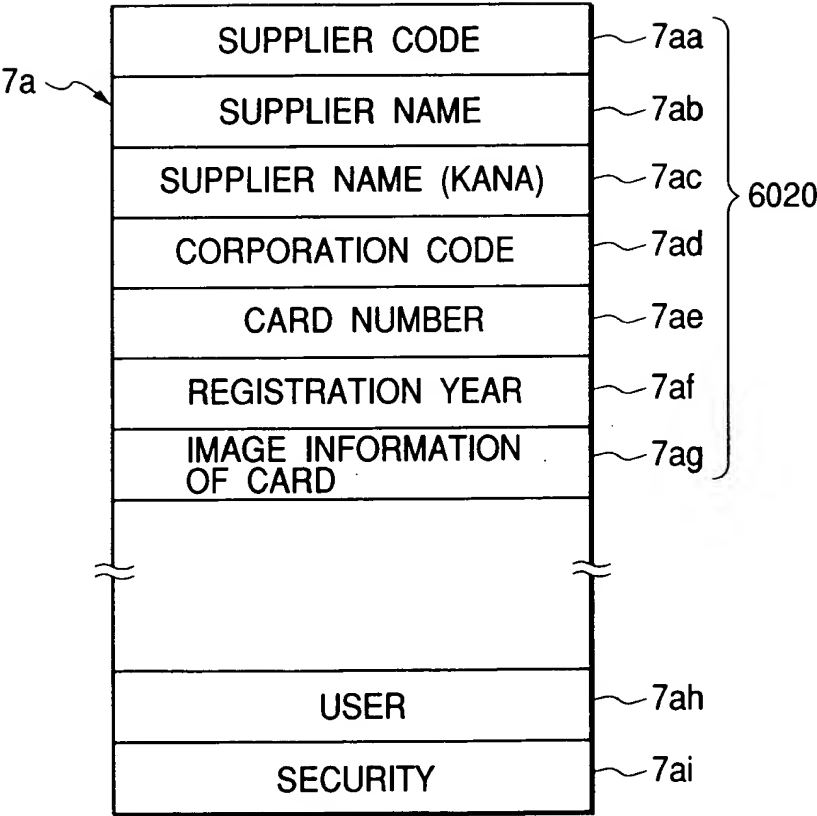 SUPPLIER CODE 7aa
7a
SUPPLIER NAME 7ab
SUPPLIER NAME (KANA) 7ac
6020
CORPORATION CODE 7ad
CARD NUMBER 7ae
REGISTRATION YEAR 7af
IMAGE INFORMATION 7ag
OF CARD
USER 7ah
SECURITY 7ai